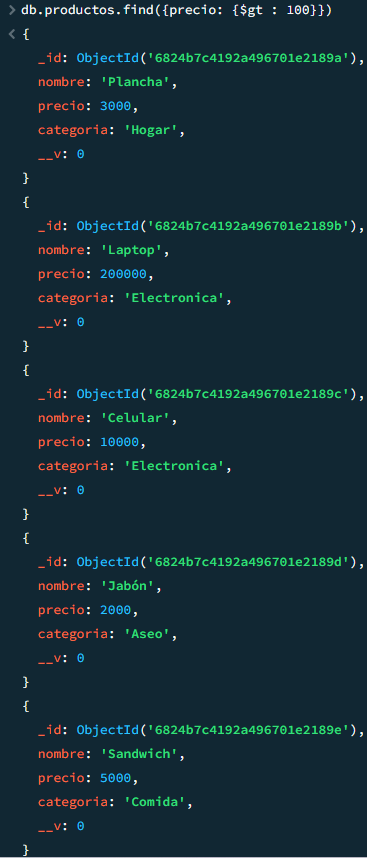 > db.productos.find({precio: {$gt : 100}})
< {
_id: ObjectId('6824b7c4192a496701e2189a'),
nombre: 'Plancha',
precio: 3000,
categoria: 'Hogar',
__v: 0
}
{
_id: ObjectId('6824b7c4192a496701e2189b'),
nombre: 'Laptop',
precio: 200000,
categoria: 'Electronica',
__v: 0
}
{
_id: ObjectId('6824b7c4192a496701e2189c'),
nombre: 'Celular',
precio: 10000,
categoria: 'Electronica',
__v: 0
}
{
_id: ObjectId('6824b7c4192a496701e2189d'),
nombre: 'Jabón',
precio: 2000,
categoria: 'Aseo',
__v: 0
}
{
_id: ObjectId('6824b7c4192a496701e2189e'),
nombre: 'Sandwich',
precio: 5000,
categoria: 'Comida',
__v: 0
}